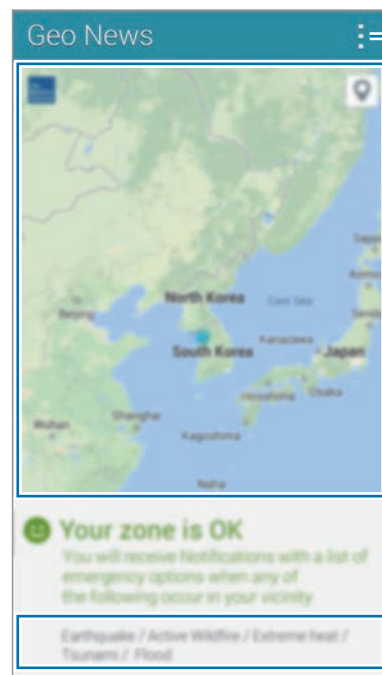 Geo News
North Korea
East Sea
Beijing
South Korea
Kanazawa
Japan
Hiroshima
Osaka
Wuhan
Shanghai
Kagoshima
Naha
Your zone is OK
You will receive Notifications with a list of
emergency options when any of
the following occur in your vicinity
Earthquake / Active Wildfire / Extreme heat /
Tsunami / Flood